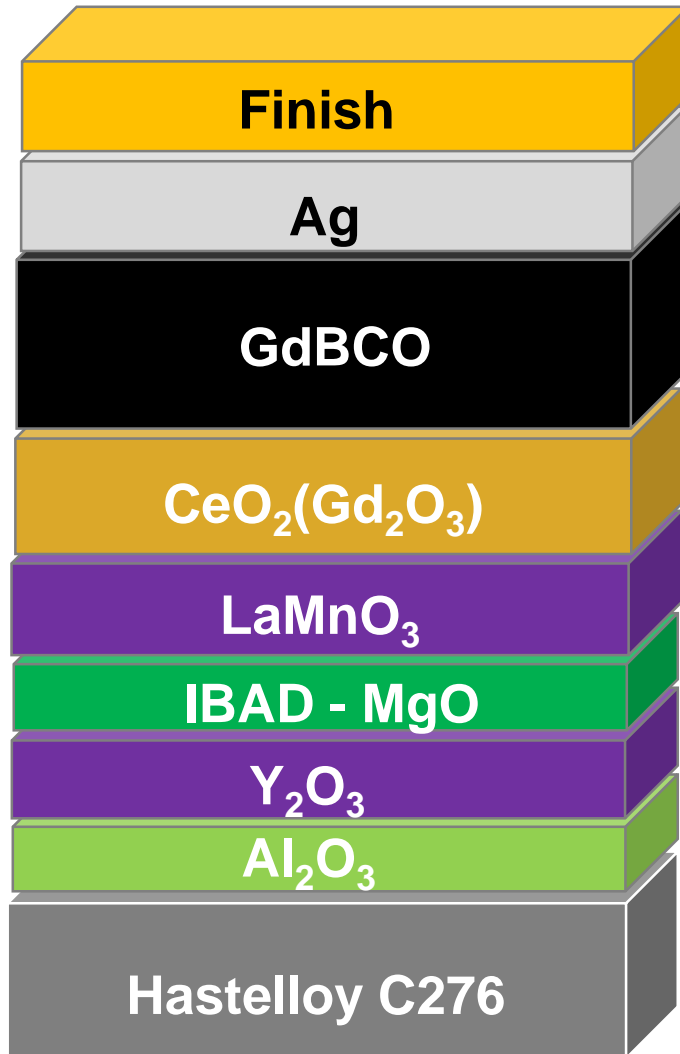 Finish
Ag
GdBCO
CeO₂(Gd₂O₃)
LaMnO₃
IBAD - MgO
Y₂O₃
Al₂O₃
Hastelloy C276